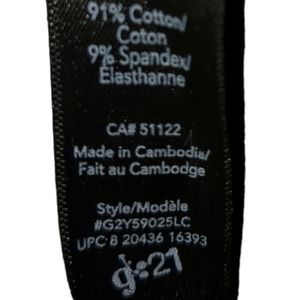 91% Cotton/
Coton
9% Spandex/
Élasthanne
CA# 51122
Made in Cambodia/
Fait au Cambodge
Style/Modèle
#G2Y59025LC
UPC 8 20436 16393
g:21